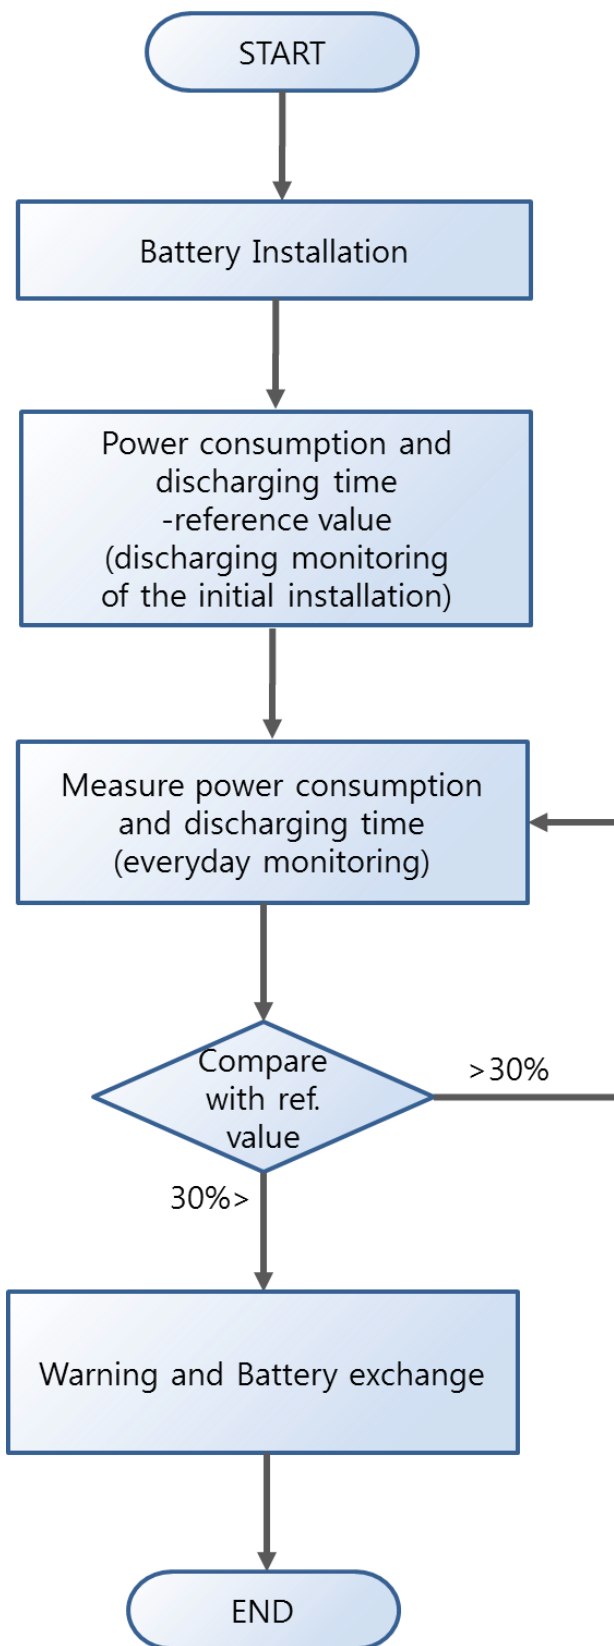 START
Battery Installation
Power consumption and
discharging time
-reference value
(discharging monitoring
of the initial installation)
Measure power consumption
and discharging time
(everyday monitoring)
Compare
with ref.
value
>30%
30%>
Warning and Battery exchange
END